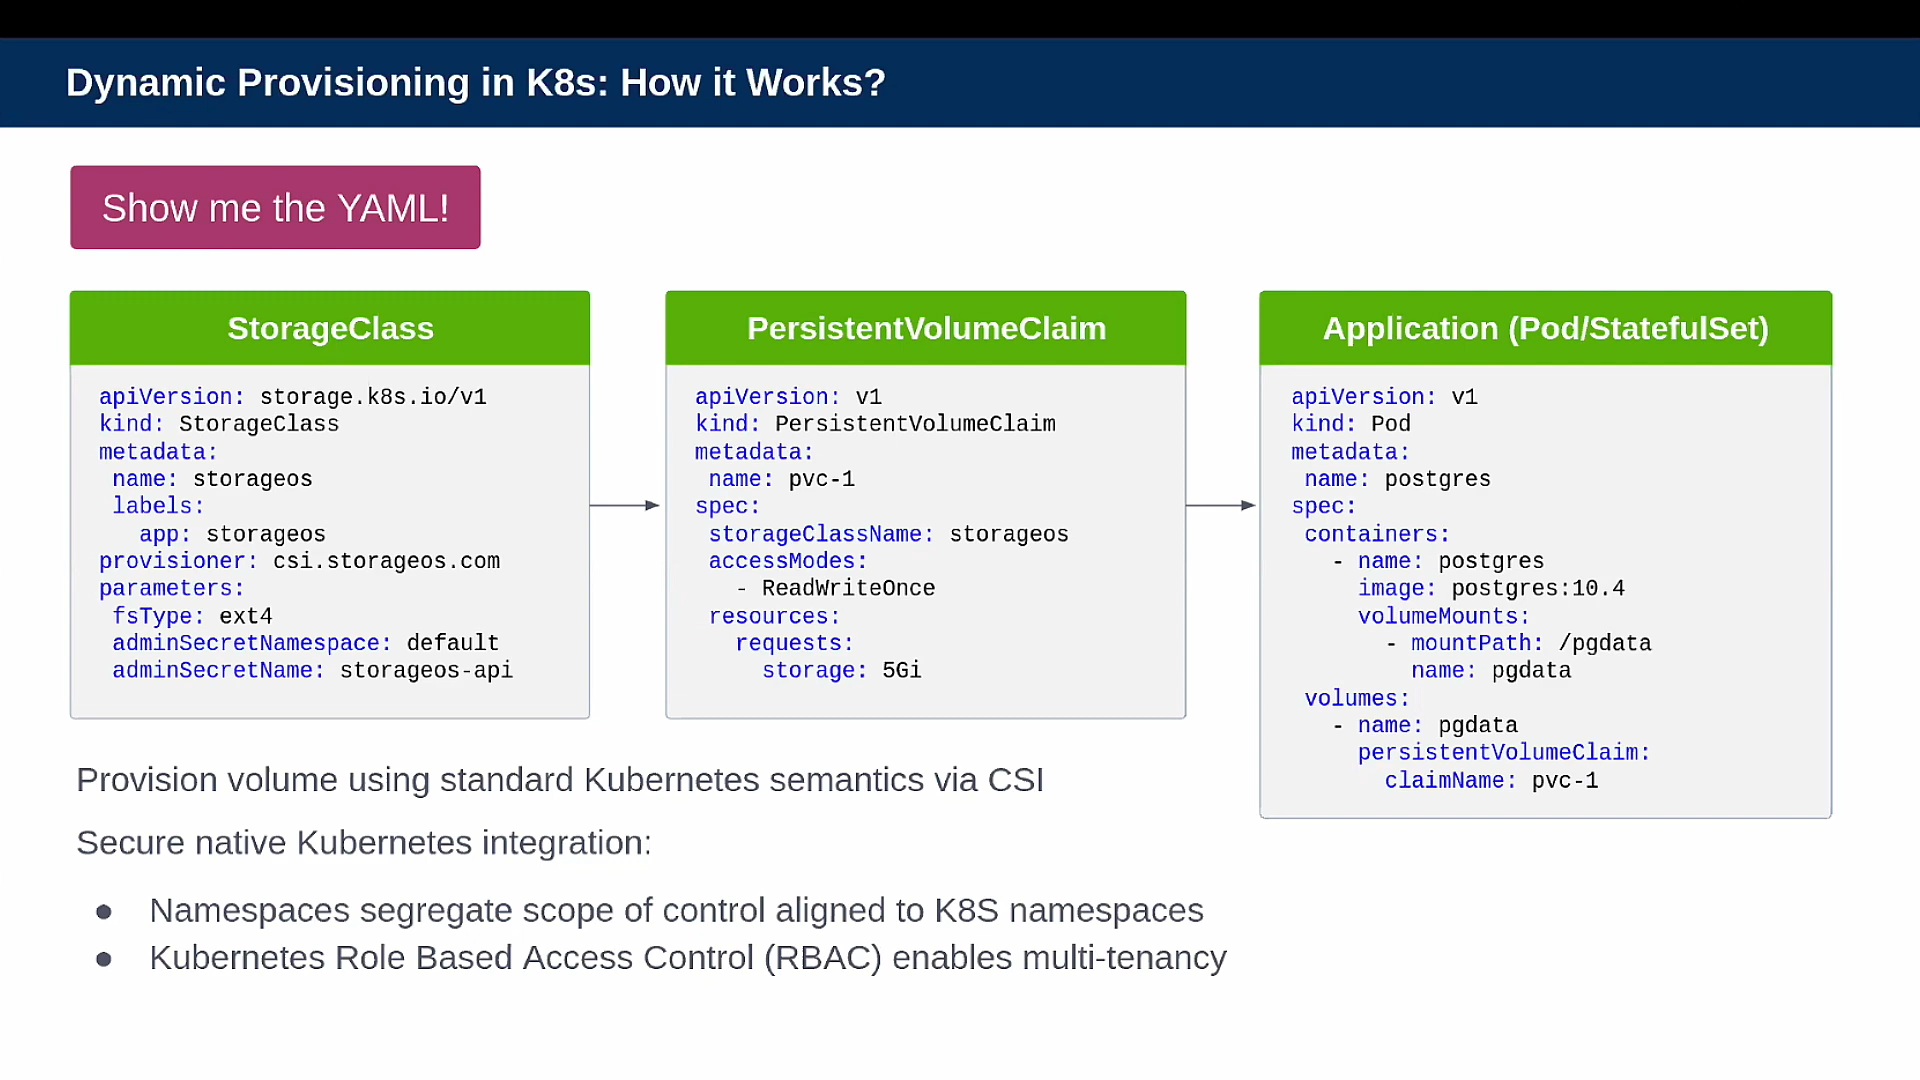 Dynamic Provisioning in K8s: How it Works?
Show me the YAML!
StorageClass
apiVersion: storage.k8s.io/v1
kind: StorageClass
metadata:
 name: storageos
 labels:
   app: storageos
provisioner: csi.storageos.com
parameters:
 fsType: ext4
 adminSecretNamespace: default
 adminSecretName: storageos-api
PersistentVolumeClaim
apiVersion: v1
kind: PersistentVolumeClaim
metadata:
 name: pvc-1
spec:
 storageClassName: storageos
 accessModes:
   - ReadWriteOnce
 resources:
   requests:
     storage: 5Gi
Application (Pod/StatefulSet)
apiVersion: v1
kind: Pod
metadata:
 name: postgres
spec:
 containers:
   - name: postgres
     image: postgres:10.4
     volumeMounts:
       - mountPath: /pgdata
         name: pgdata
 volumes:
   - name: pgdata
     persistentVolumeClaim:
       claimName: pvc-1
Provision volume using standard Kubernetes semantics via CSI
Secure native Kubernetes integration:
● Namespaces segregate scope of control aligned to K8S namespaces
● Kubernetes Role Based Access Control (RBAC) enables multi-tenancy